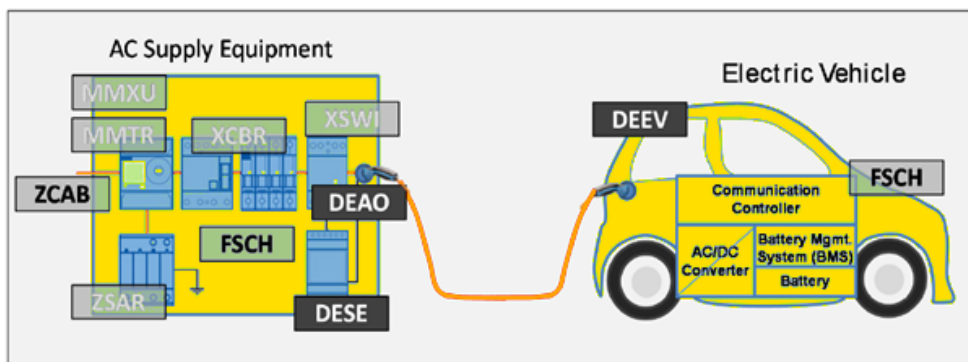 AC Supply Equipment
Electric Vehicle
MMXU
MMTR
XCBR
XSWI
DEEV
ZCAB
DEAO
FSCH
FSCH
Communication
Controller
AC/DC
Converter
Battery Mgmt.
System (BMS)
Battery
ZSAR
DESE